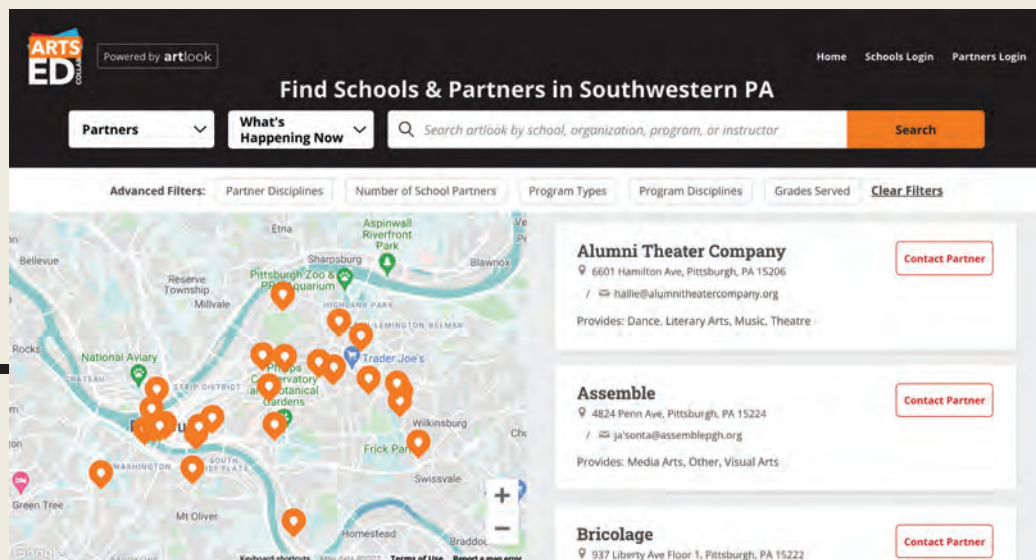 ARTS
ED
COLLAB
Powered by artlook
Home
Schools Login
Partners Login
Find Schools & Partners in Southwestern PA
Partners
What's
Happening Now
Search artlook by school, organization, program, or instructor
Search
Advanced Filters:
Partner Disciplines
Number of School Partners
Program Types
Program Disciplines
Grades Served
Clear Filters
Etna
Aspinwall
Riverfront
Park
Bellevue
Sharpsburg
Blawnox
Reserve
Township
Pittsburgh Zoo &
PPG Aquarium
Millvale
HIGHLAND PARK
LEMINGTON BELMAR
Rocks
National Aviary
Trader Joe's
CHATEAU
STRIP DISTRICT
Phipps
Conservatory
and Botanical
Gardens
Wilkinsburg
Frick Park
WASHINGTON
SOUTH
SIDE FLATS
Swissvale
Green Tree
Mt Oliver
Homestead
Google
Keyboard shortcuts
Map data ©2022
Terms of Use
Report a map error
+
−
Alumni Theater Company
6601 Hamilton Ave, Pittsburgh, PA 15206
/ hallie@alumnitheatercompany.org
Provides: Dance, Literary Arts, Music, Theatre
Contact Partner
Assemble
4824 Penn Ave, Pittsburgh, PA 15224
/ ja'sonta@assemblepgh.org
Provides: Media Arts, Other, Visual Arts
Contact Partner
Bricolage
937 Liberty Ave Floor 1, Pittsburgh, PA 15222
Contact Partner